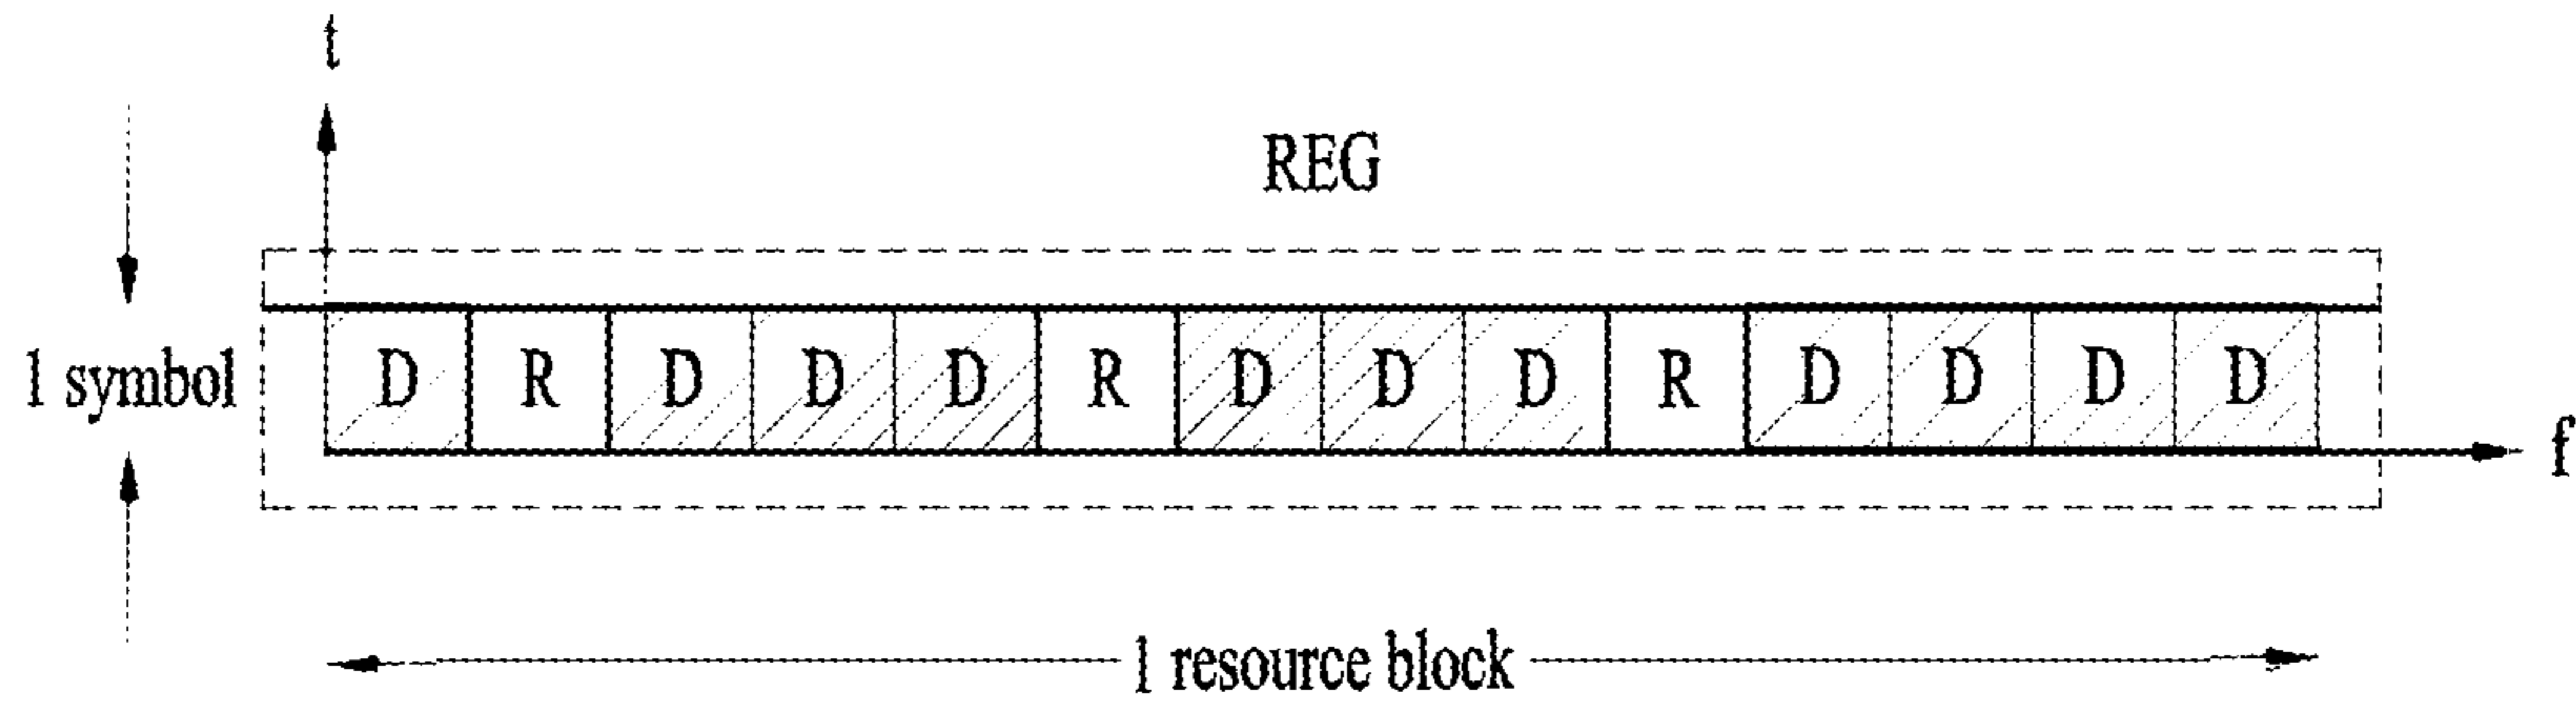 t
REG
1 symbol
D R D D D R D D D R D D D D
f
1 resource block